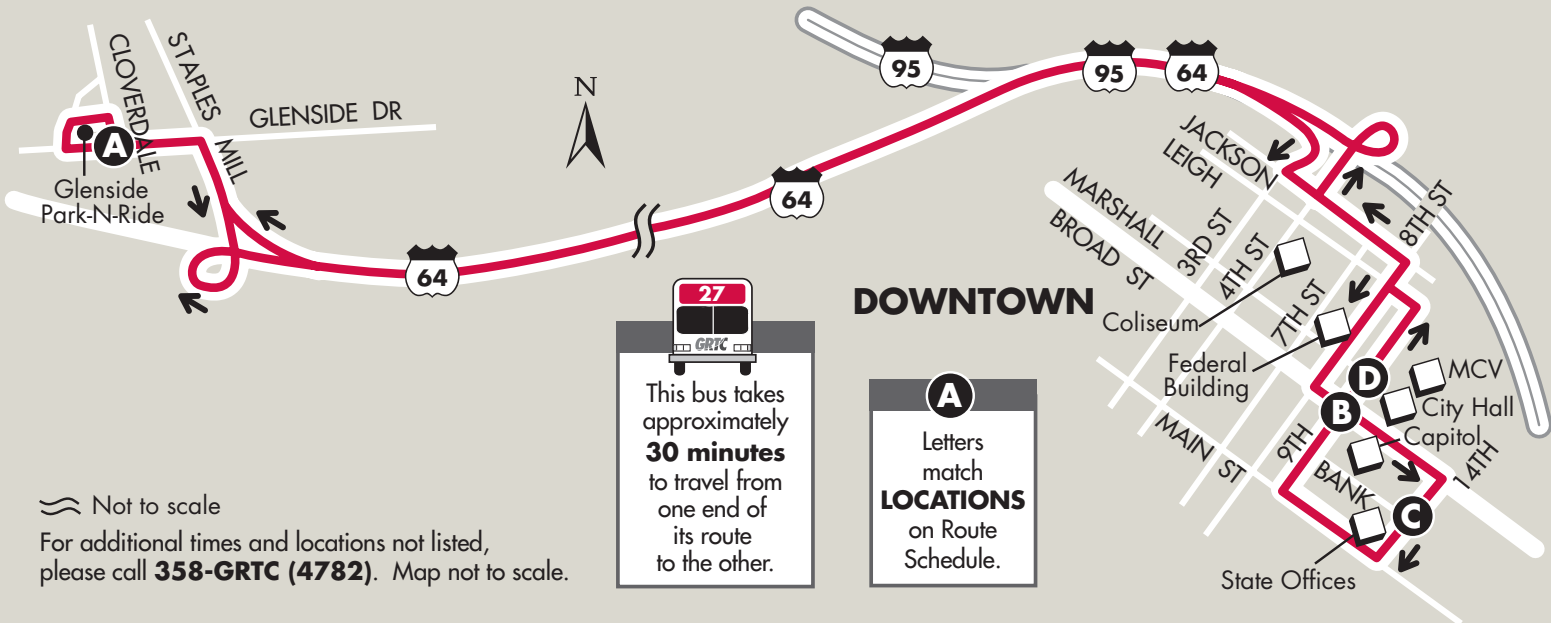 CLOVERDALE
STAPLES MILL
GLENSIDE DR
A
Glenside
Park-N-Ride
N
64
64
95
95
64
JACKSON
LEIGH
MARSHALL
BROAD ST
3RD ST
4TH ST
7TH ST
8TH ST
DOWNTOWN
Coliseum
Federal
Building
D
MCV
B
City Hall
Capitol
9TH
14TH
MAIN ST
BANK
C
State Offices
27
GRTC
This bus takes
approximately
30 minutes
to travel from
one end of
its route
to the other.
A
Letters
match
LOCATIONS
on Route
Schedule.
Not to scale
For additional times and locations not listed,
please call 358-GRTC (4782). Map not to scale.